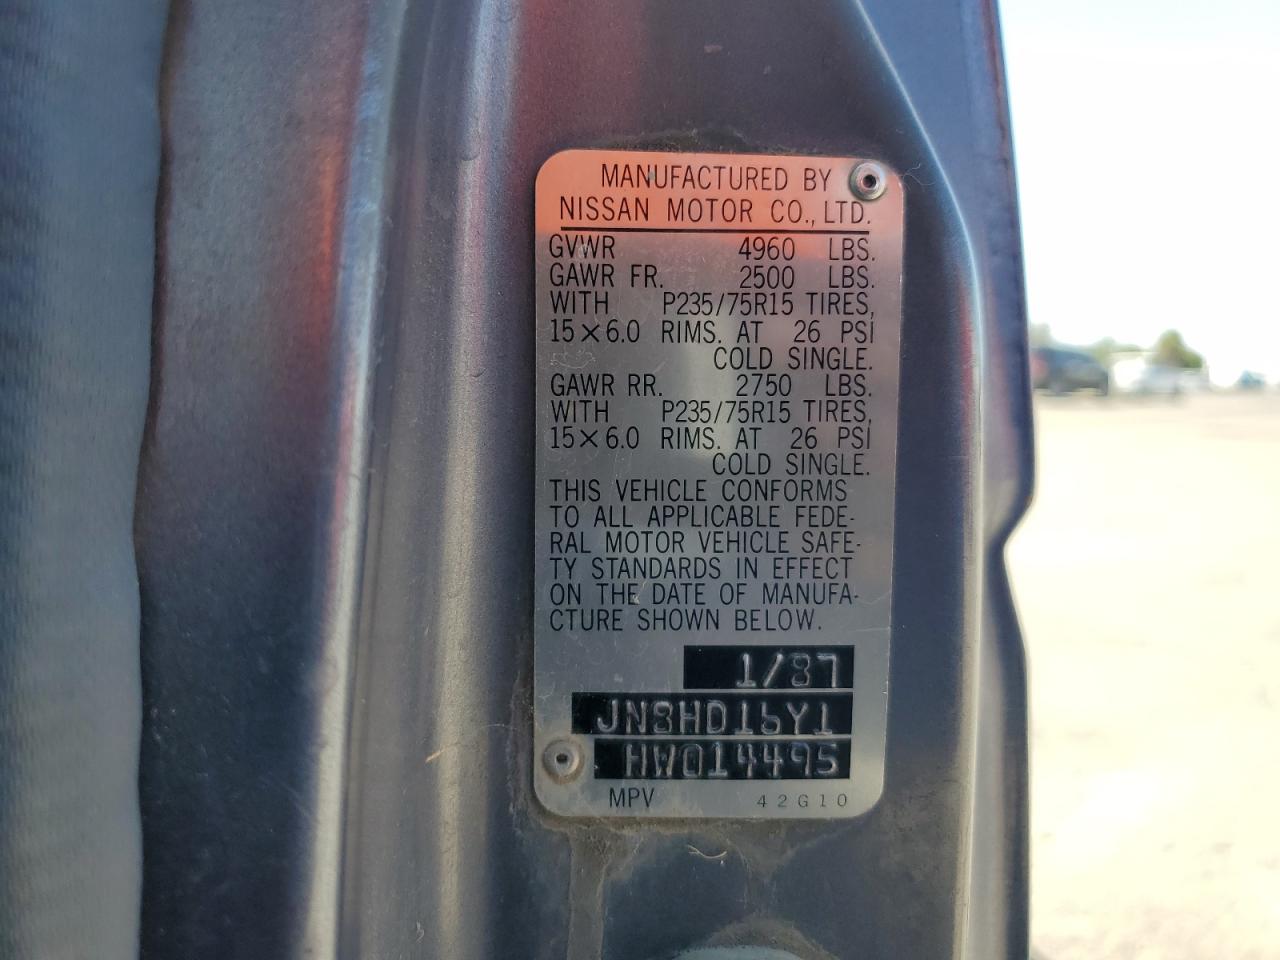 MANUFACTURED BY
NISSAN MOTOR CO., LTD.
GVWR 4960 LBS.
GAWR FR. 2500 LBS.
WITH P235/75R15 TIRES,
15×6.0 RIMS. AT 26 PSI
COLD SINGLE.
GAWR RR. 2750 LBS.
WITH P235/75R15 TIRES,
15×6.0 RIMS. AT 26 PSI
COLD SINGLE.
THIS VEHICLE CONFORMS
TO ALL APPLICABLE FEDE-
RAL MOTOR VEHICLE SAFE-
TY STANDARDS IN EFFECT
ON THE DATE OF MANUFA-
CTURE SHOWN BELOW.
1/87
JN8HD16Y1
HW014495
MPV 42G10